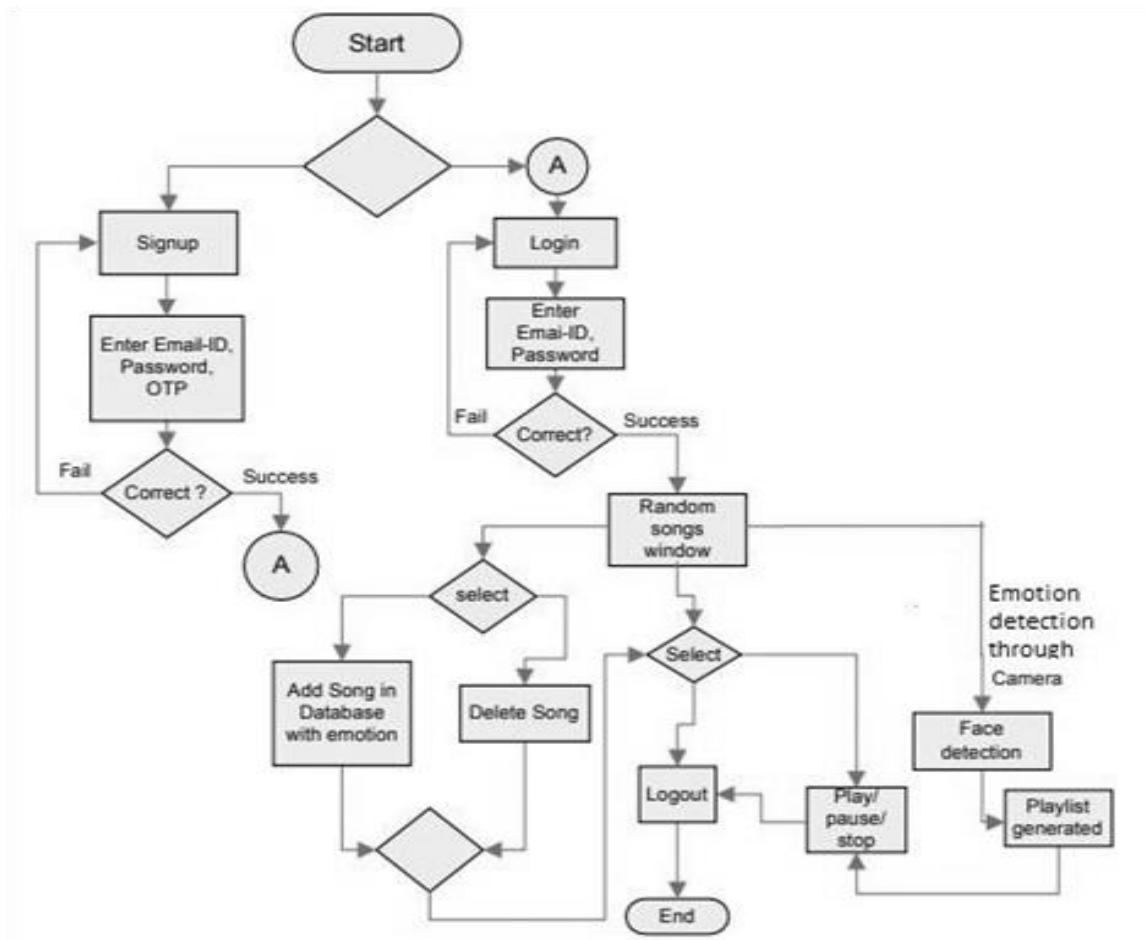 Start
A
Signup
Login
Enter Email-ID,
Password,
OTP
Enter
Emai-ID,
Password
Fail
Correct?
Success
Fail
Correct ?
Success
A
Random
songs
window
select
Select
Emotion
detection
through
Camera
Add Song in
Database
with emotion
Delete Song
Face
detection
Logout
Play/
pause/
stop
Playlist
generated
End